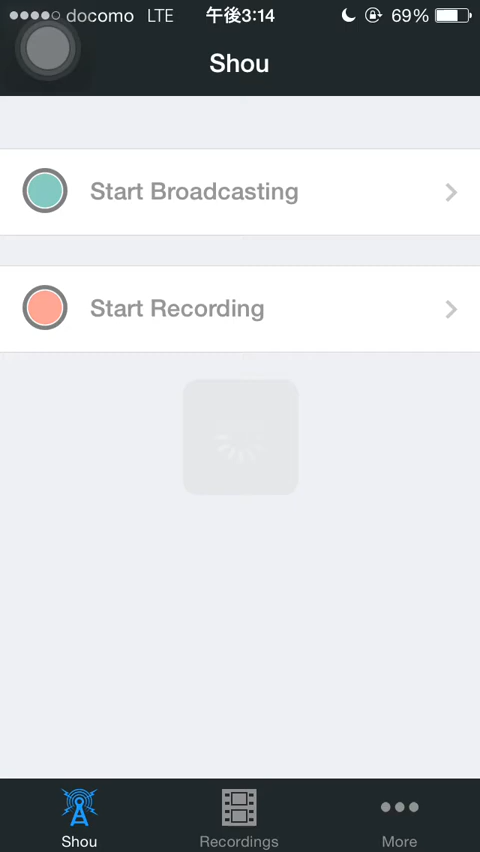 docomo LTE 午後3:14 69%
Shou
Start Broadcasting
Start Recording
Shou Recordings More